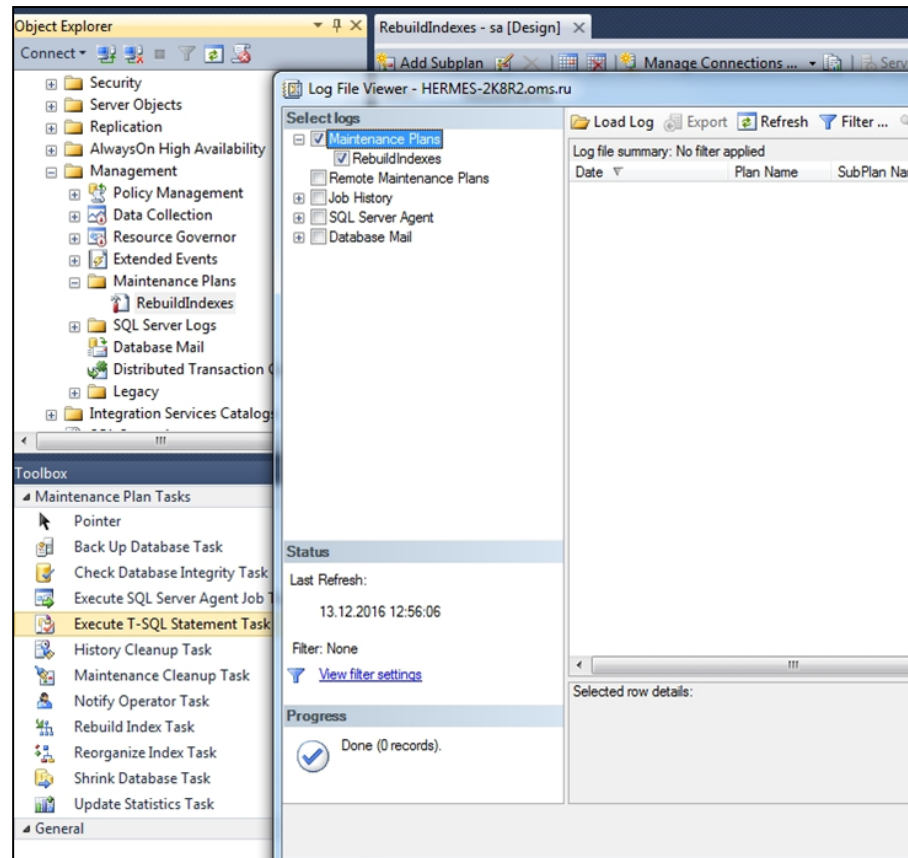 Object Explorer
RebuildIndexes - sa [Design]
Connect
Add Subplan
Manage Connections ...
Serv
Security
Server Objects
Replication
AlwaysOn High Availability
Management
Policy Management
Data Collection
Resource Governor
Extended Events
Maintenance Plans
RebuildIndexes
SQL Server Logs
Database Mail
Distributed Transaction
Legacy
Integration Services Catalogs
Toolbox
Maintenance Plan Tasks
Pointer
Back Up Database Task
Check Database Integrity Task
Execute SQL Server Agent Job T
Execute T-SQL Statement Task
History Cleanup Task
Maintenance Cleanup Task
Notify Operator Task
Rebuild Index Task
Reorganize Index Task
Shrink Database Task
Update Statistics Task
General
Log File Viewer - HERMES-2K8R2.oms.ru
Select logs
Maintenance Plans
RebuildIndexes
Remote Maintenance Plans
Job History
SQL Server Agent
Database Mail
Load Log Export Refresh Filter ...
Log file summary: No filter applied
Date Plan Name SubPlan Na
Status
Last Refresh:
13.12.2016 12:56:06
Filter: None
View filter settings
Progress
Done (0 records).
Selected row details: